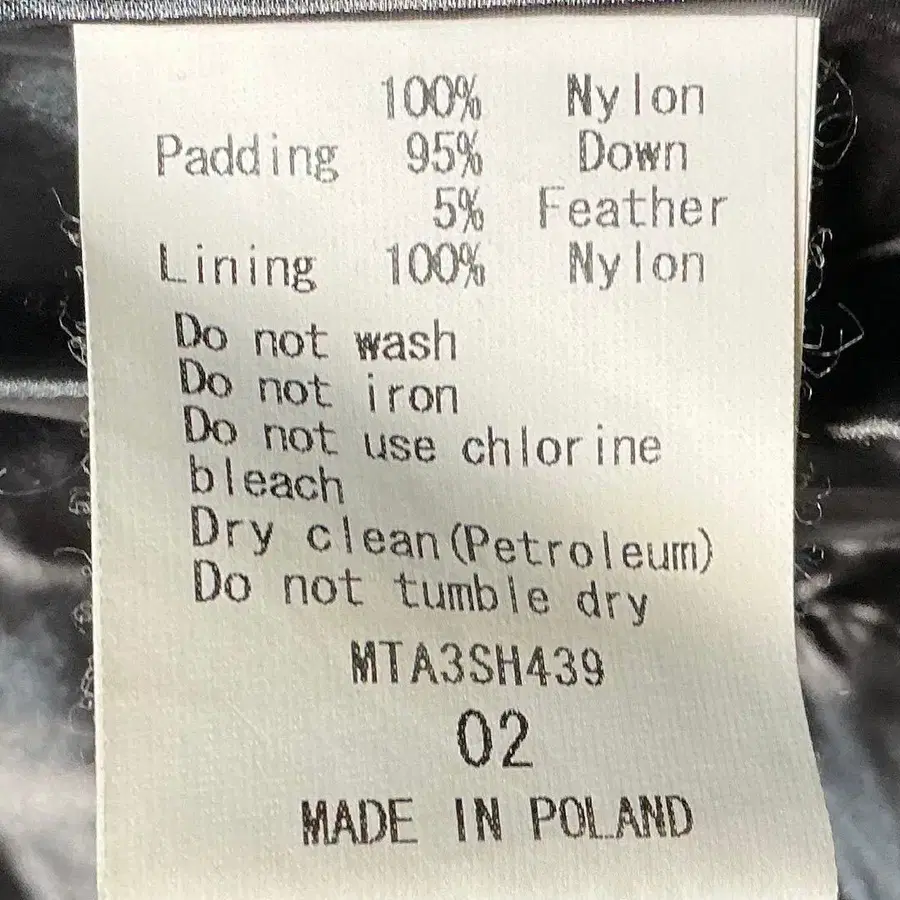 100% Nylon
Padding 95% Down
5% Feather
Lining 100% Nylon
Do not wash
Do not iron
Do not use chlorine
bleach
Dry clean(Petroleum)
Do not tumble dry
MTA3SH439
02
MADE IN POLAND